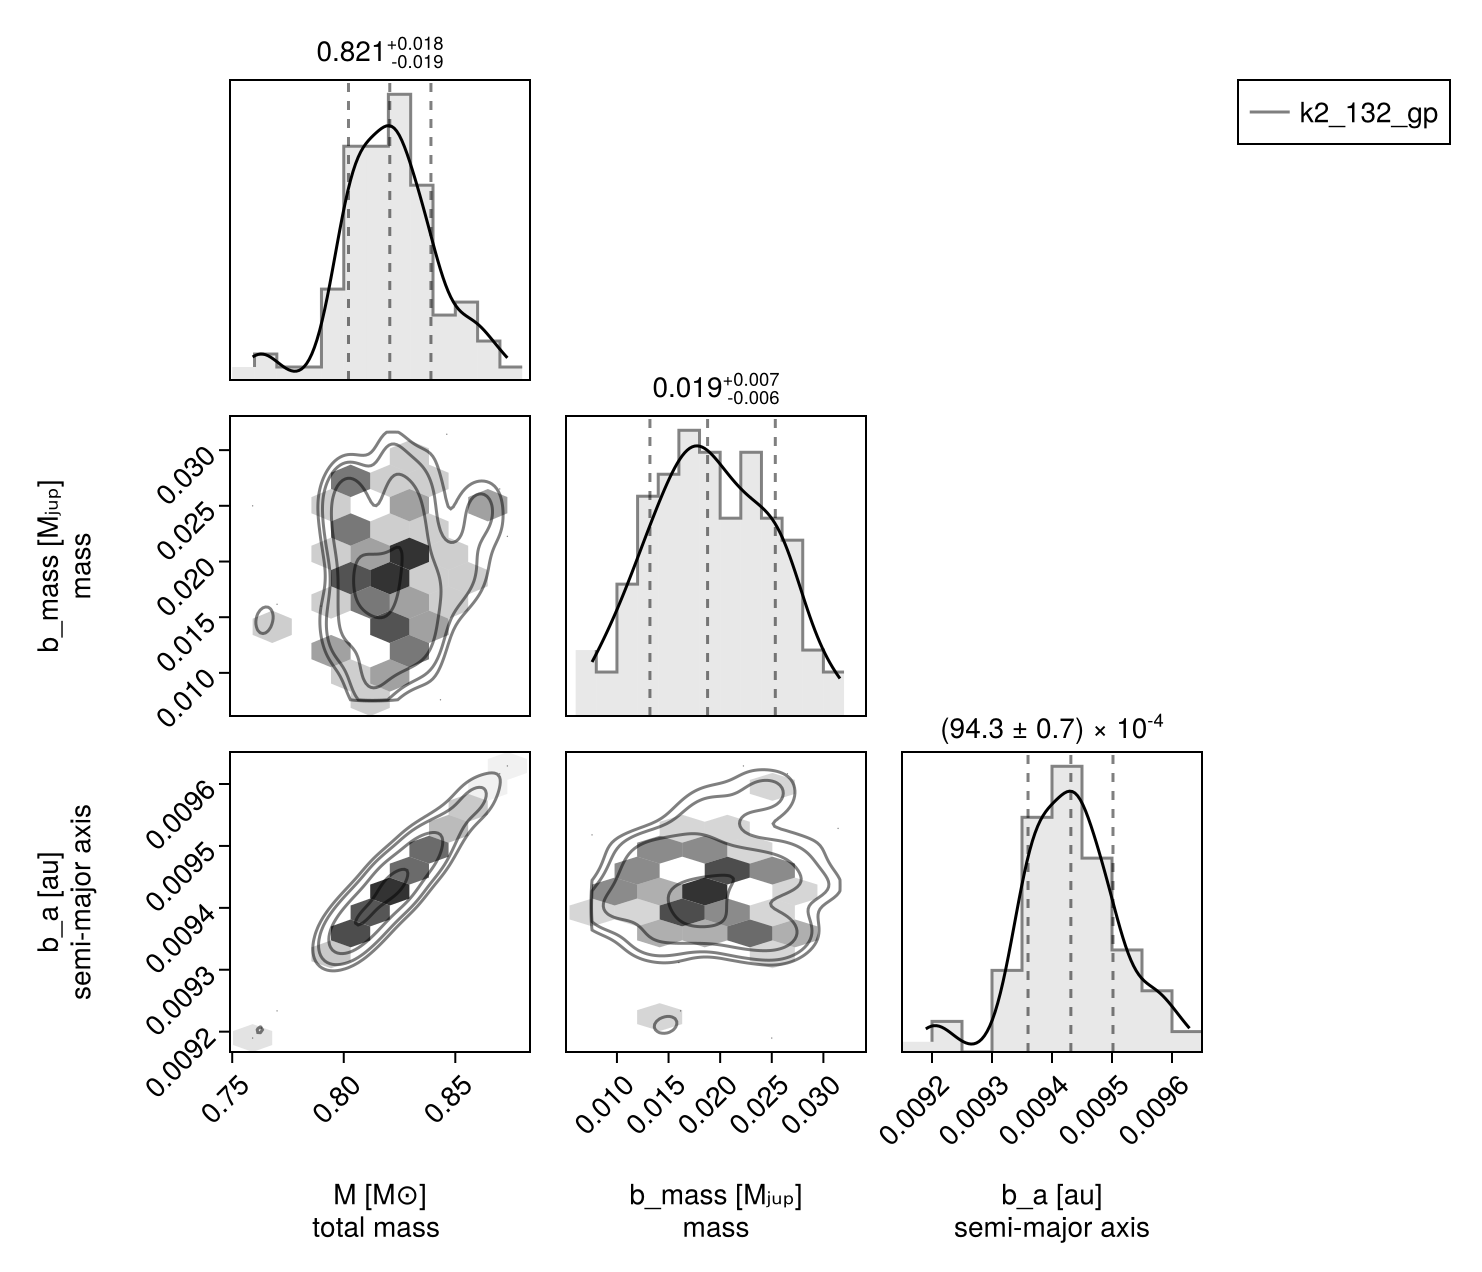 0.821+0.018-0.019
k2_132_gp
0.019+0.007-0.006
b_mass [Mⱼᵤₚ]
mass
0.030
0.025
0.020
0.015
0.010
(94.3 ± 0.7) × 10-4
b_a [au]
semi-major axis
0.0096
0.0095
0.0094
0.0093
0.0092
0.75
0.80
0.85
0.010
0.015
0.020
0.025
0.030
0.0092
0.0093
0.0094
0.0095
0.0096
M [M⊙]
total mass
b_mass [Mⱼᵤₚ]
mass
b_a [au]
semi-major axis